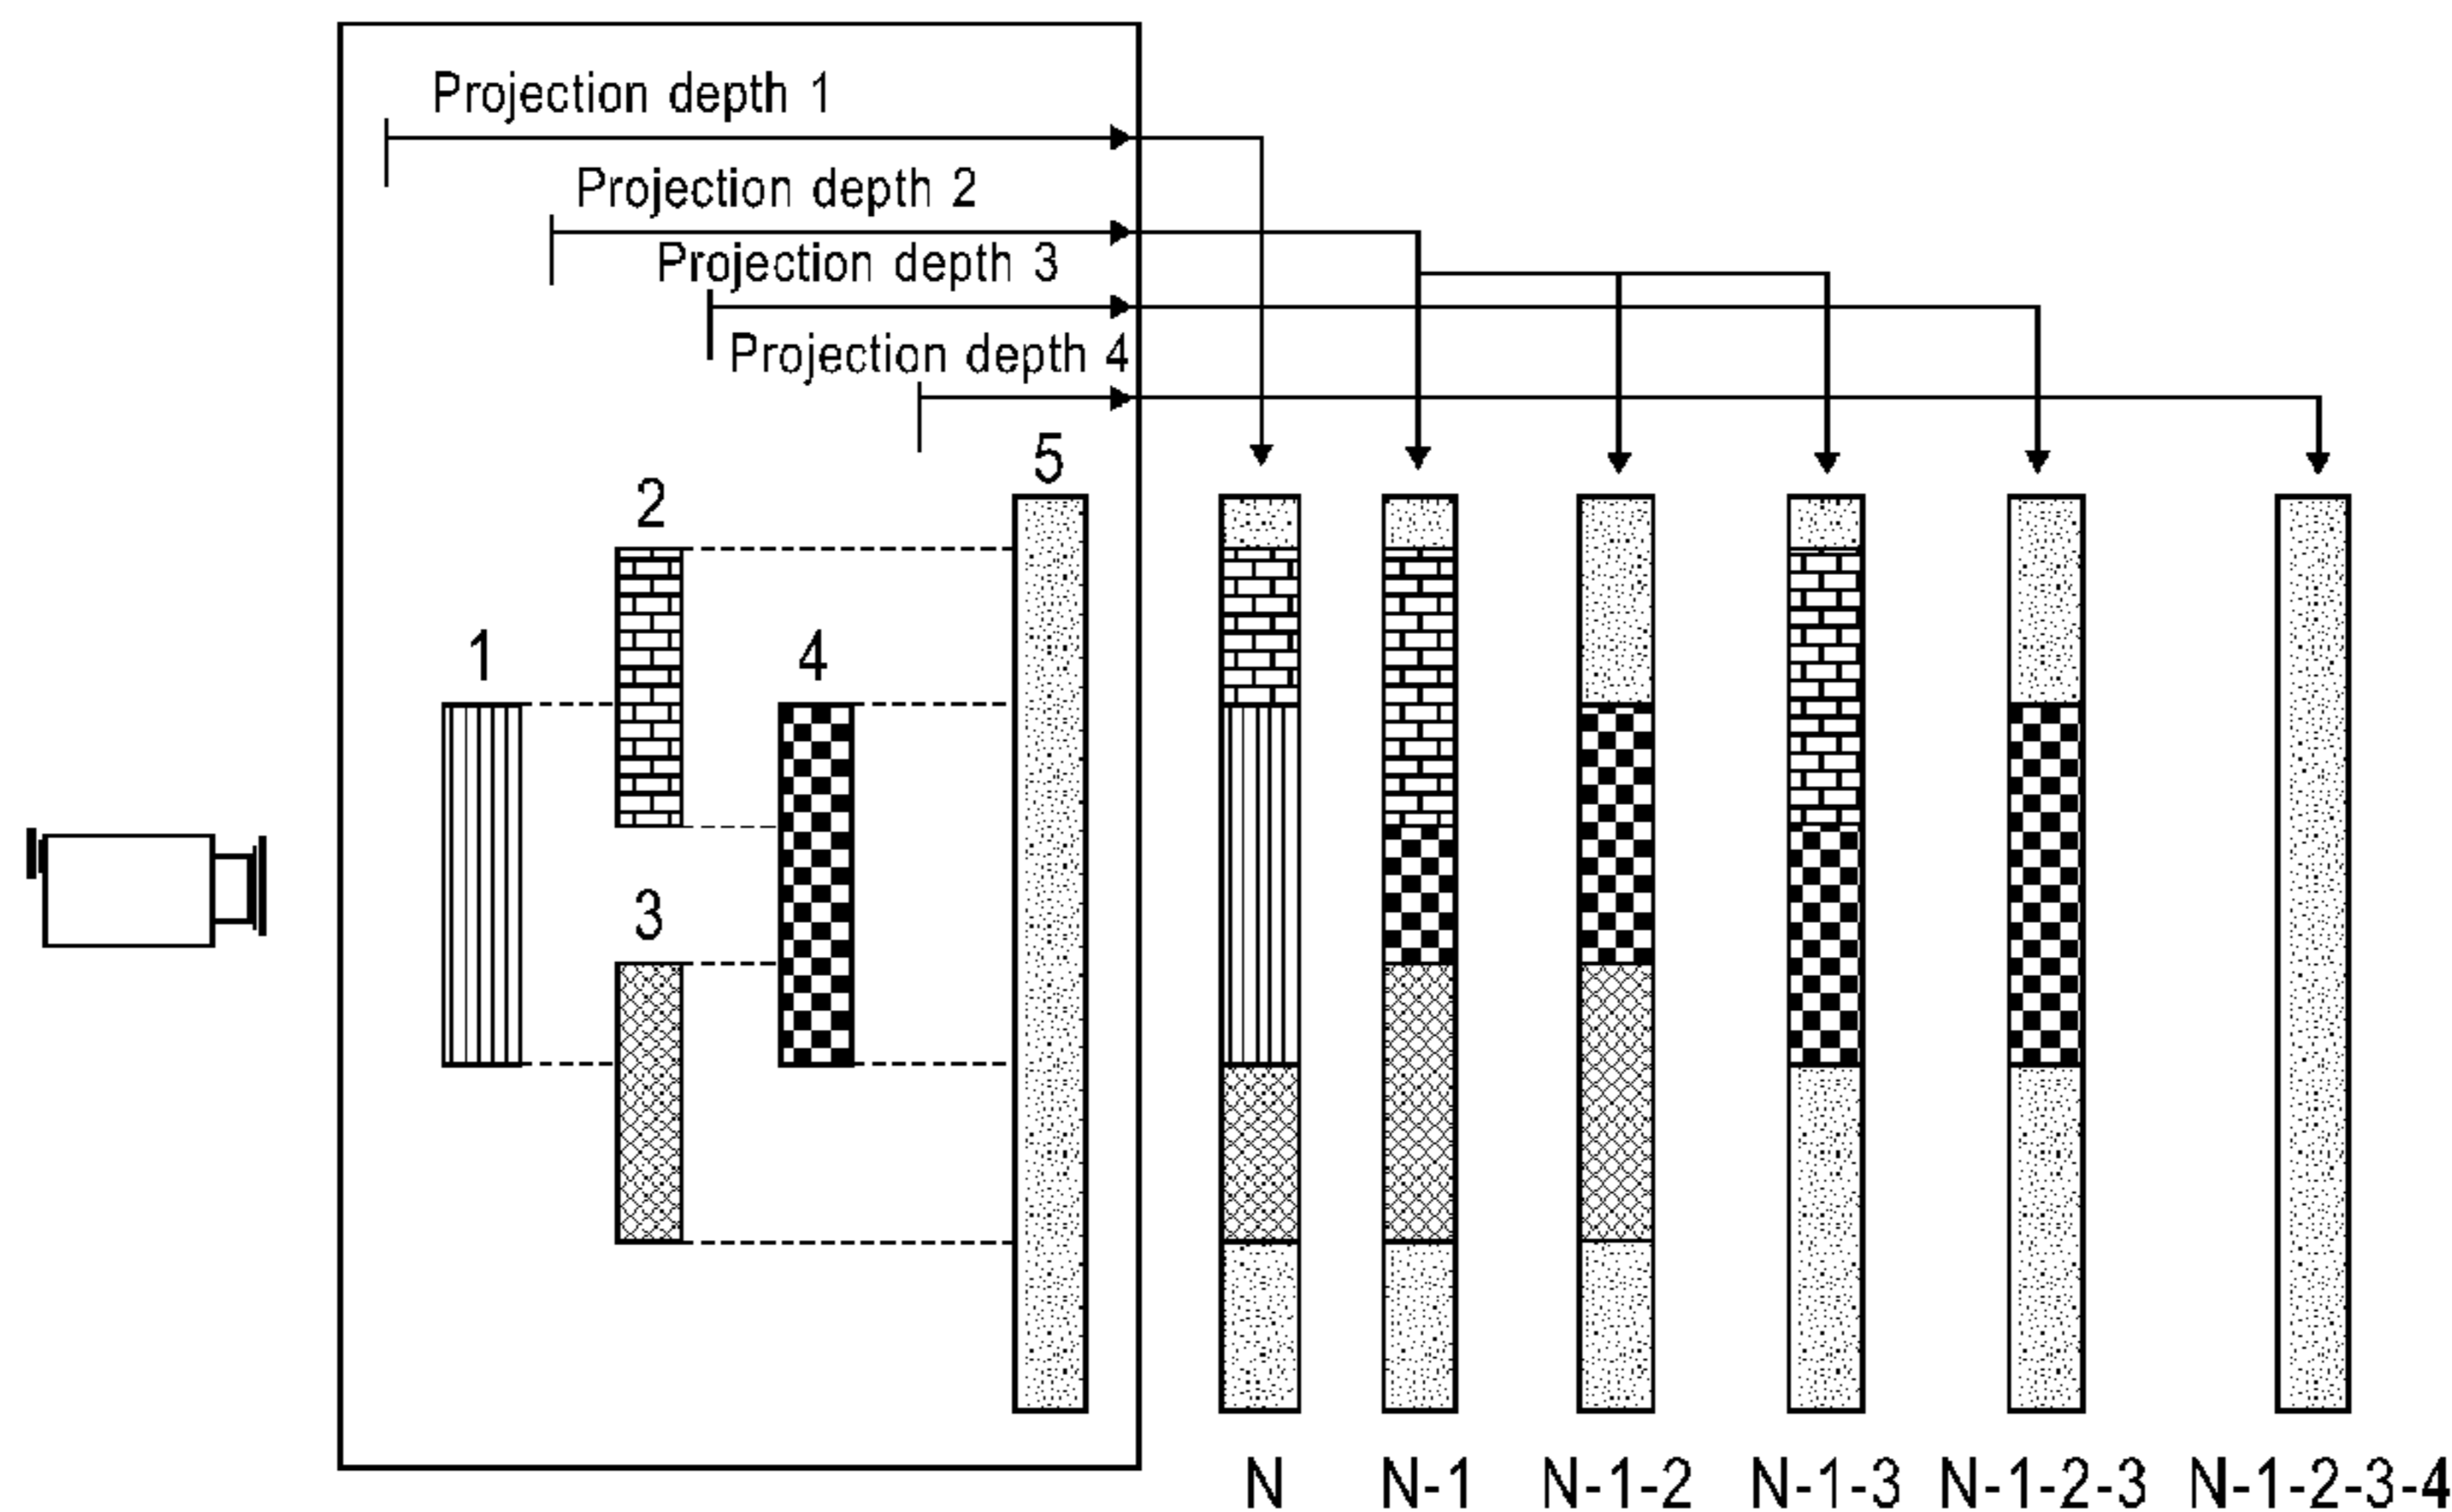 Projection depth 1
Projection depth 2
Projection depth 3
Projection depth 4
5
2
1
4
3
N N-1 N-1-2 N-1-3 N-1-2-3 N-1-2-3-4